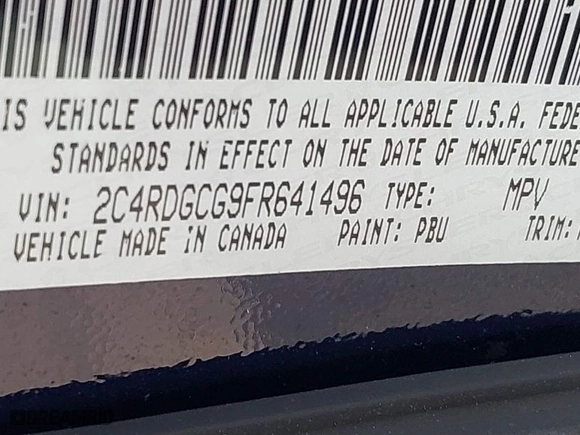 IS VEHICLE CONFORMS TO ALL APPLICABLE U.S.A. FEDE
STANDARDS IN EFFECT ON THE DATE OF MANUFACTURE
VIN: 2C4RDGCG9FR641496 TYPE: MPV
VEHICLE MADE IN CANADA PAINT: PBU TRIM: